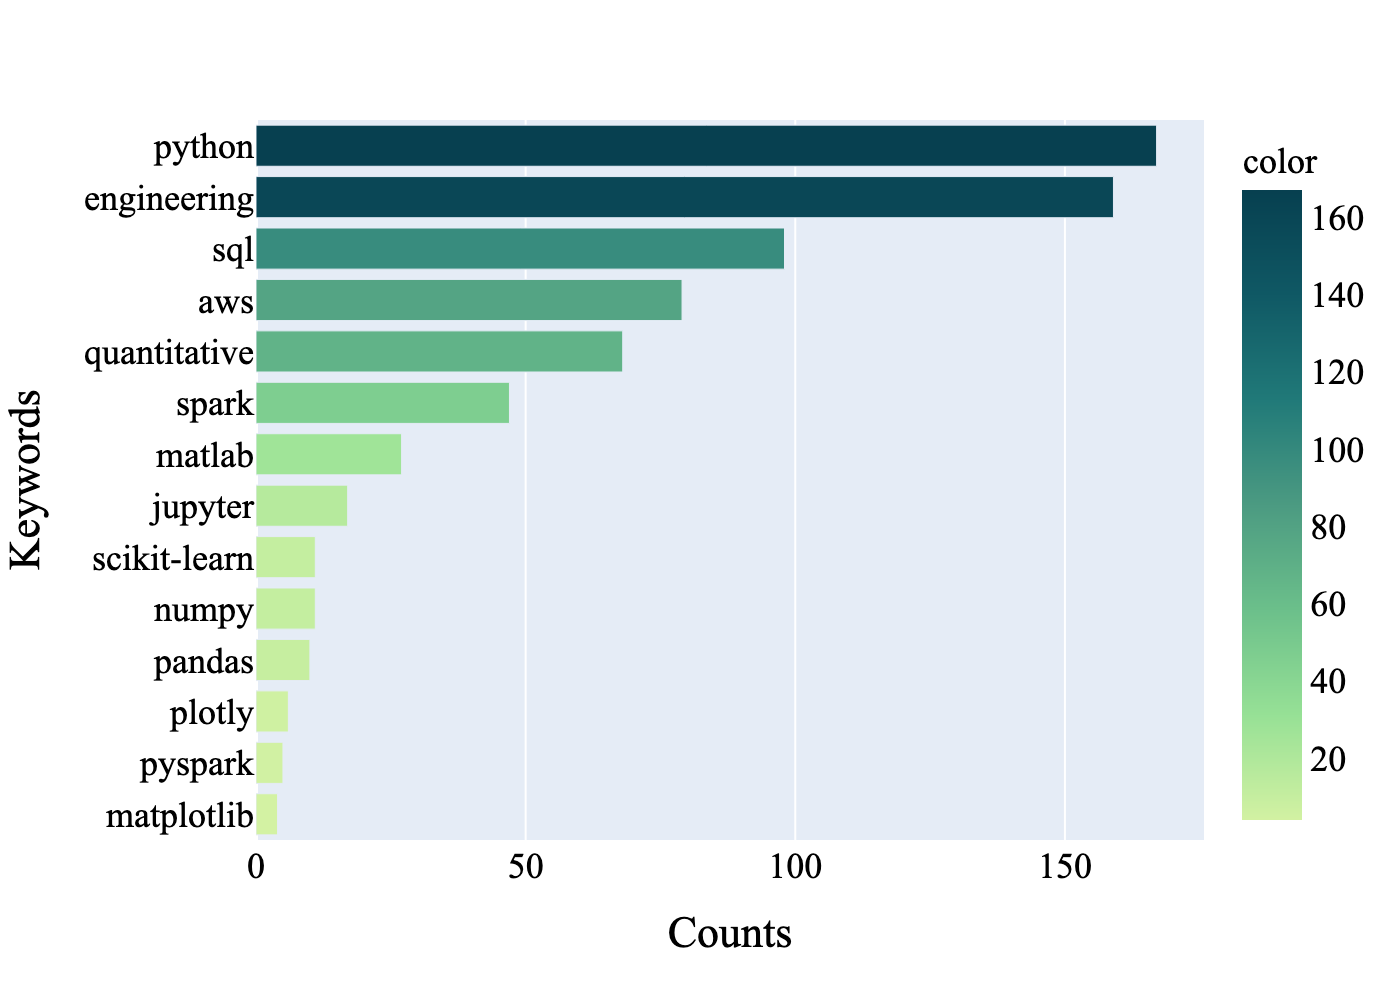 python
engineering
sql
aws
quantitative
spark
matlab
jupyter
scikit-learn
numpy
pandas
plotly
pyspark
matplotlib
Keywords
0 50 100 150
Counts
color
160
140
120
100
80
60
40
20